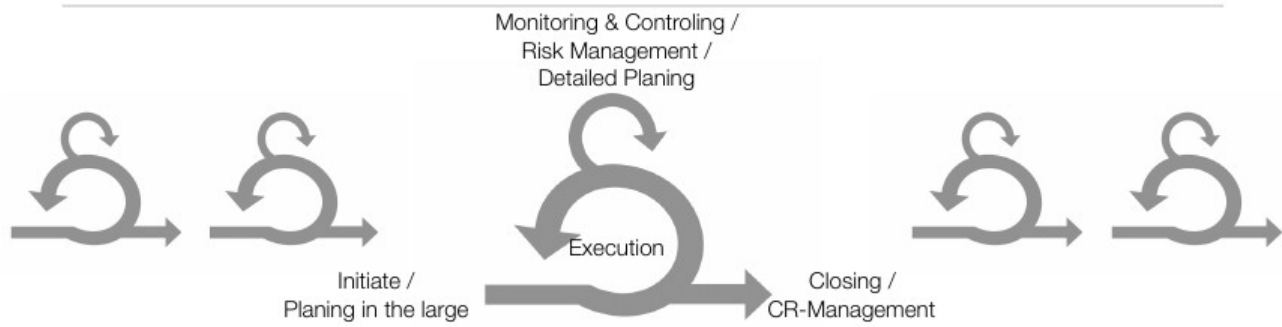 Monitoring & Controling /
Risk Management /
Detailed Planing
Execution
Initiate /
Planing in the large
Closing /
CR-Management